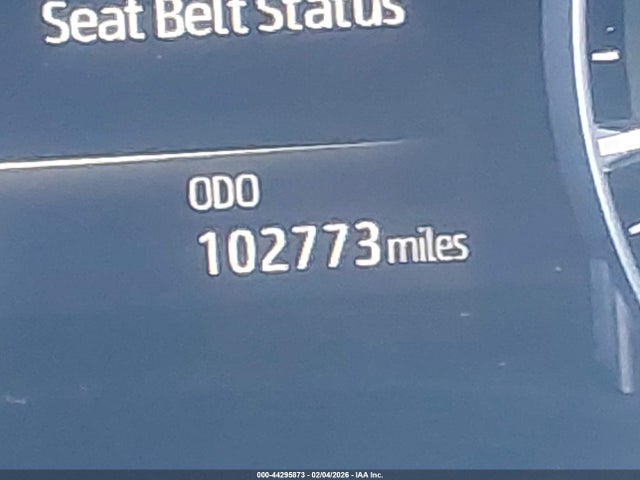 Seat Belt Status
ODO
102773 miles
000-44295873 - 02/04/2026 - IAA Inc.